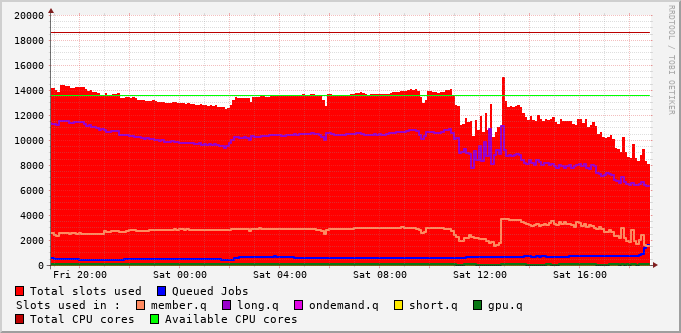 20000
18000
16000
14000
12000
10000
8000
6000
4000
2000
0
Fri 20:00 Sat 00:00 Sat 04:00 Sat 08:00 Sat 12:00 Sat 16:00
RRDTOOL / TOBI OETIKER
Total slots used Queued Jobs
Slots used in : member.q long.q ondemand.q short.q gpu.q
Total CPU cores Available CPU cores